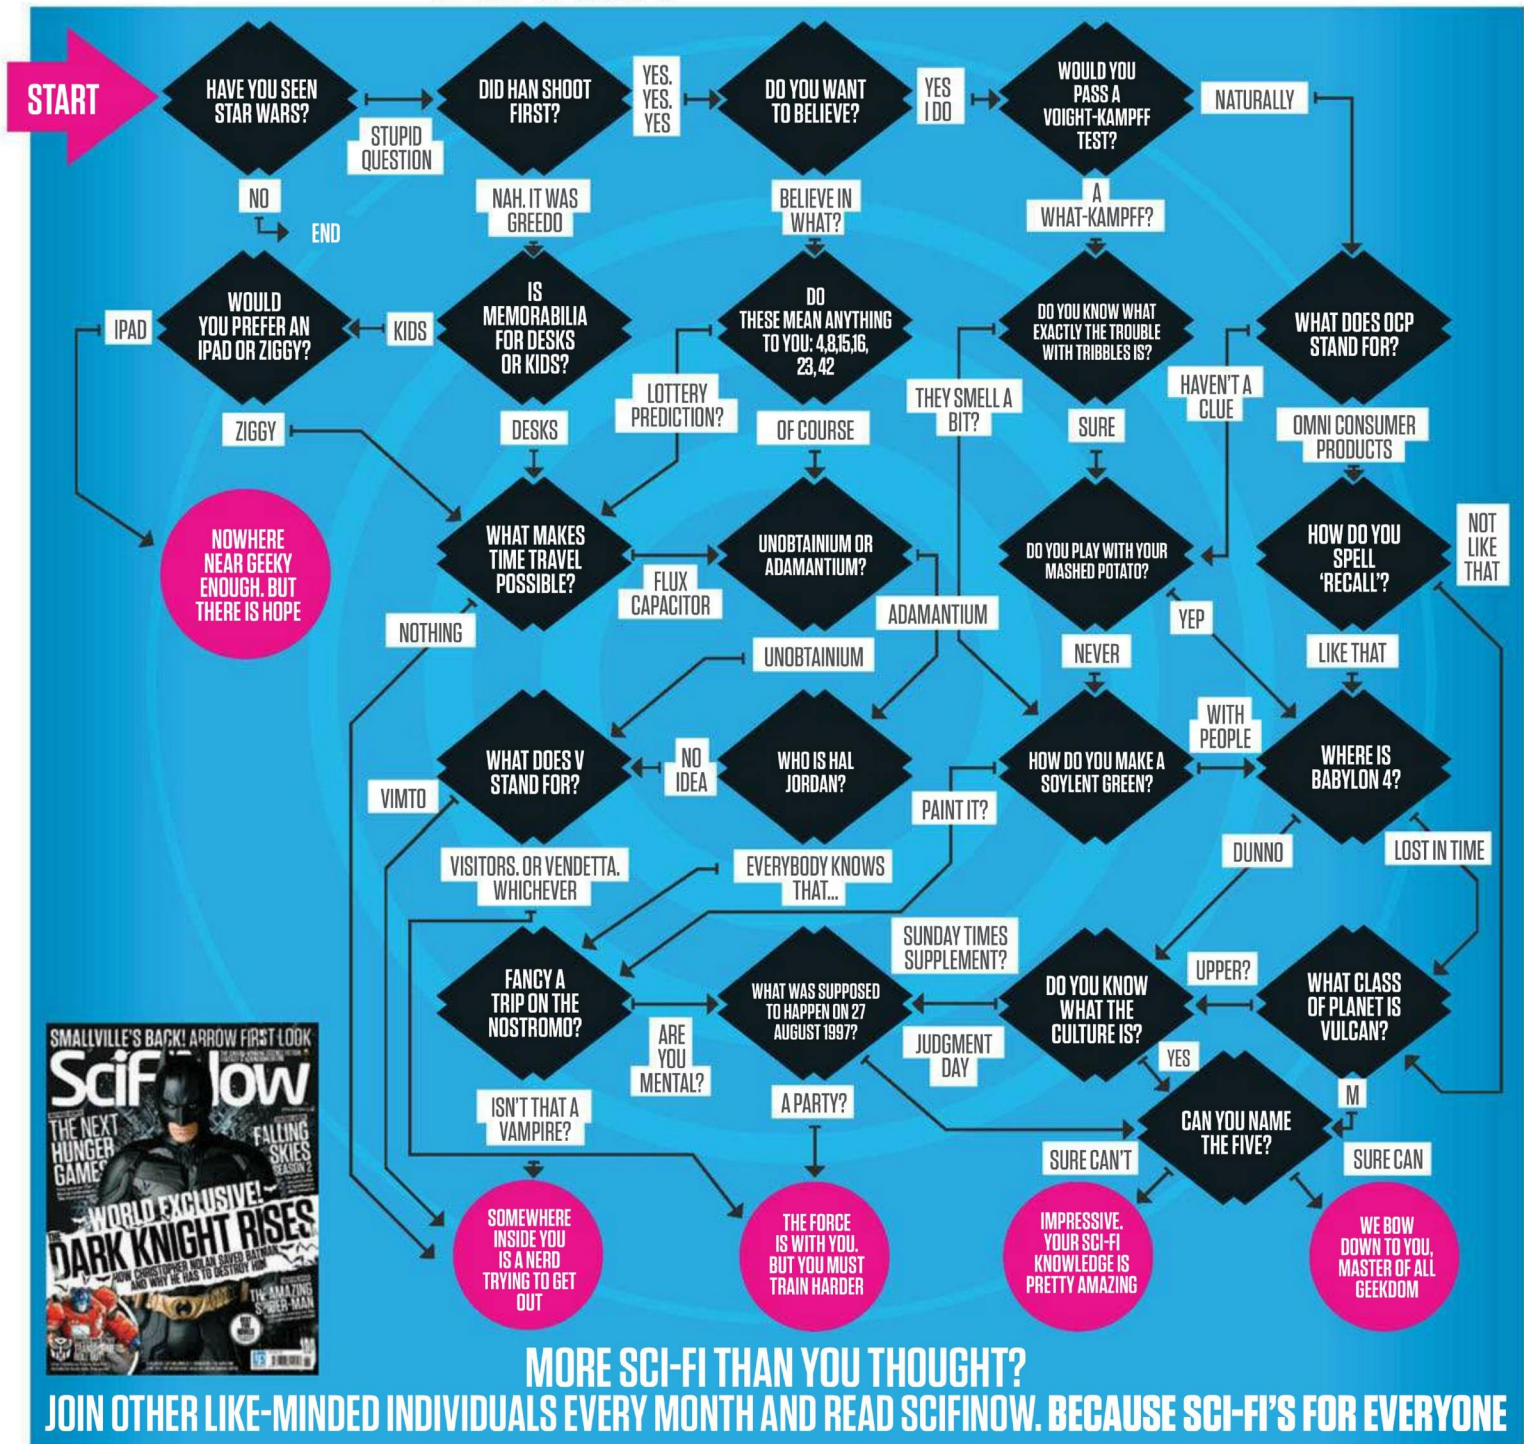 START
HAVE YOU SEEN
STAR WARS?
STUPID
QUESTION
NO
END
DID HAN SHOOT
FIRST?
YES.
YES.
YES
NAH. IT WAS
GREEDO
DO YOU WANT
TO BELIEVE?
YES
I DO
BELIEVE IN
WHAT?
WOULD YOU
PASS A
VOIGHT-KAMPFF
TEST?
NATURALLY
A
WHAT-KAMPFF?
WOULD
YOU PREFER AN
IPAD OR ZIGGY?
IPAD
ZIGGY
KIDS
IS
MEMORABILIA
FOR DESKS
OR KIDS?
DESKS
DO
THESE MEAN ANYTHING
TO YOU: 4,8,15,16,
23,42
LOTTERY
PREDICTION?
OF COURSE
DO YOU KNOW WHAT
EXACTLY THE TROUBLE
WITH TRIBBLES IS?
THEY SMELL A
BIT?
SURE
WHAT DOES OCP
STAND FOR?
HAVEN'T A
CLUE
OMNI CONSUMER
PRODUCTS
NOWHERE
NEAR GEEKY
ENOUGH. BUT
THERE IS HOPE
WHAT MAKES
TIME TRAVEL
POSSIBLE?
FLUX
CAPACITOR
NOTHING
UNOBTAINIUM OR
ADAMANTIUM?
ADAMANTIUM
UNOBTAINIUM
DO YOU PLAY WITH YOUR
MASHED POTATO?
YEP
NEVER
HOW DO YOU
SPELL
'RECALL'?
NOT
LIKE
THAT
LIKE THAT
WHAT DOES V
STAND FOR?
VIMTO
VISITORS. OR VENDETTA.
WHICHEVER
NO
IDEA
WHO IS HAL
JORDAN?
EVERYBODY KNOWS
THAT...
HOW DO YOU MAKE A
SOYLENT GREEN?
PAINT IT?
WITH
PEOPLE
WHERE IS
BABYLON 4?
DUNNO
LOST IN TIME
FANCY A
TRIP ON THE
NOSTROMO?
ARE
YOU
MENTAL?
ISN'T THAT A
VAMPIRE?
WHAT WAS SUPPOSED
TO HAPPEN ON 27
AUGUST 1997?
A PARTY?
JUDGMENT
DAY
SUNDAY TIMES
SUPPLEMENT?
DO YOU KNOW
WHAT THE
CULTURE IS?
YES
UPPER?
WHAT CLASS
OF PLANET IS
VULCAN?
M
CAN YOU NAME
THE FIVE?
SURE CAN'T
SURE CAN
SOMEWHERE
INSIDE YOU
IS A NERD
TRYING TO GET
OUT
THE FORCE
IS WITH YOU.
BUT YOU MUST
TRAIN HARDER
IMPRESSIVE.
YOUR SCI-FI
KNOWLEDGE IS
PRETTY AMAZING
WE BOW
DOWN TO YOU,
MASTER OF ALL
GEEKDOM
SMALLVILLE'S BACK! ARROW FIRST LOOK
SciFiNow
THE NEXT
HUNGER
GAMES
FALLING
SKIES
SEASON 2
WORLD EXCLUSIVE!
THE
DARK KNIGHT RISES
HOW CHRISTOPHER NOLAN SAVED BATMAN
AND WHY HE HAS TO DESTROY HIM
THE AMAZING
SPIDER-MAN
MORE SCI-FI THAN YOU THOUGHT?
JOIN OTHER LIKE-MINDED INDIVIDUALS EVERY MONTH AND READ SCIFINOW. BECAUSE SCI-FI'S FOR EVERYONE